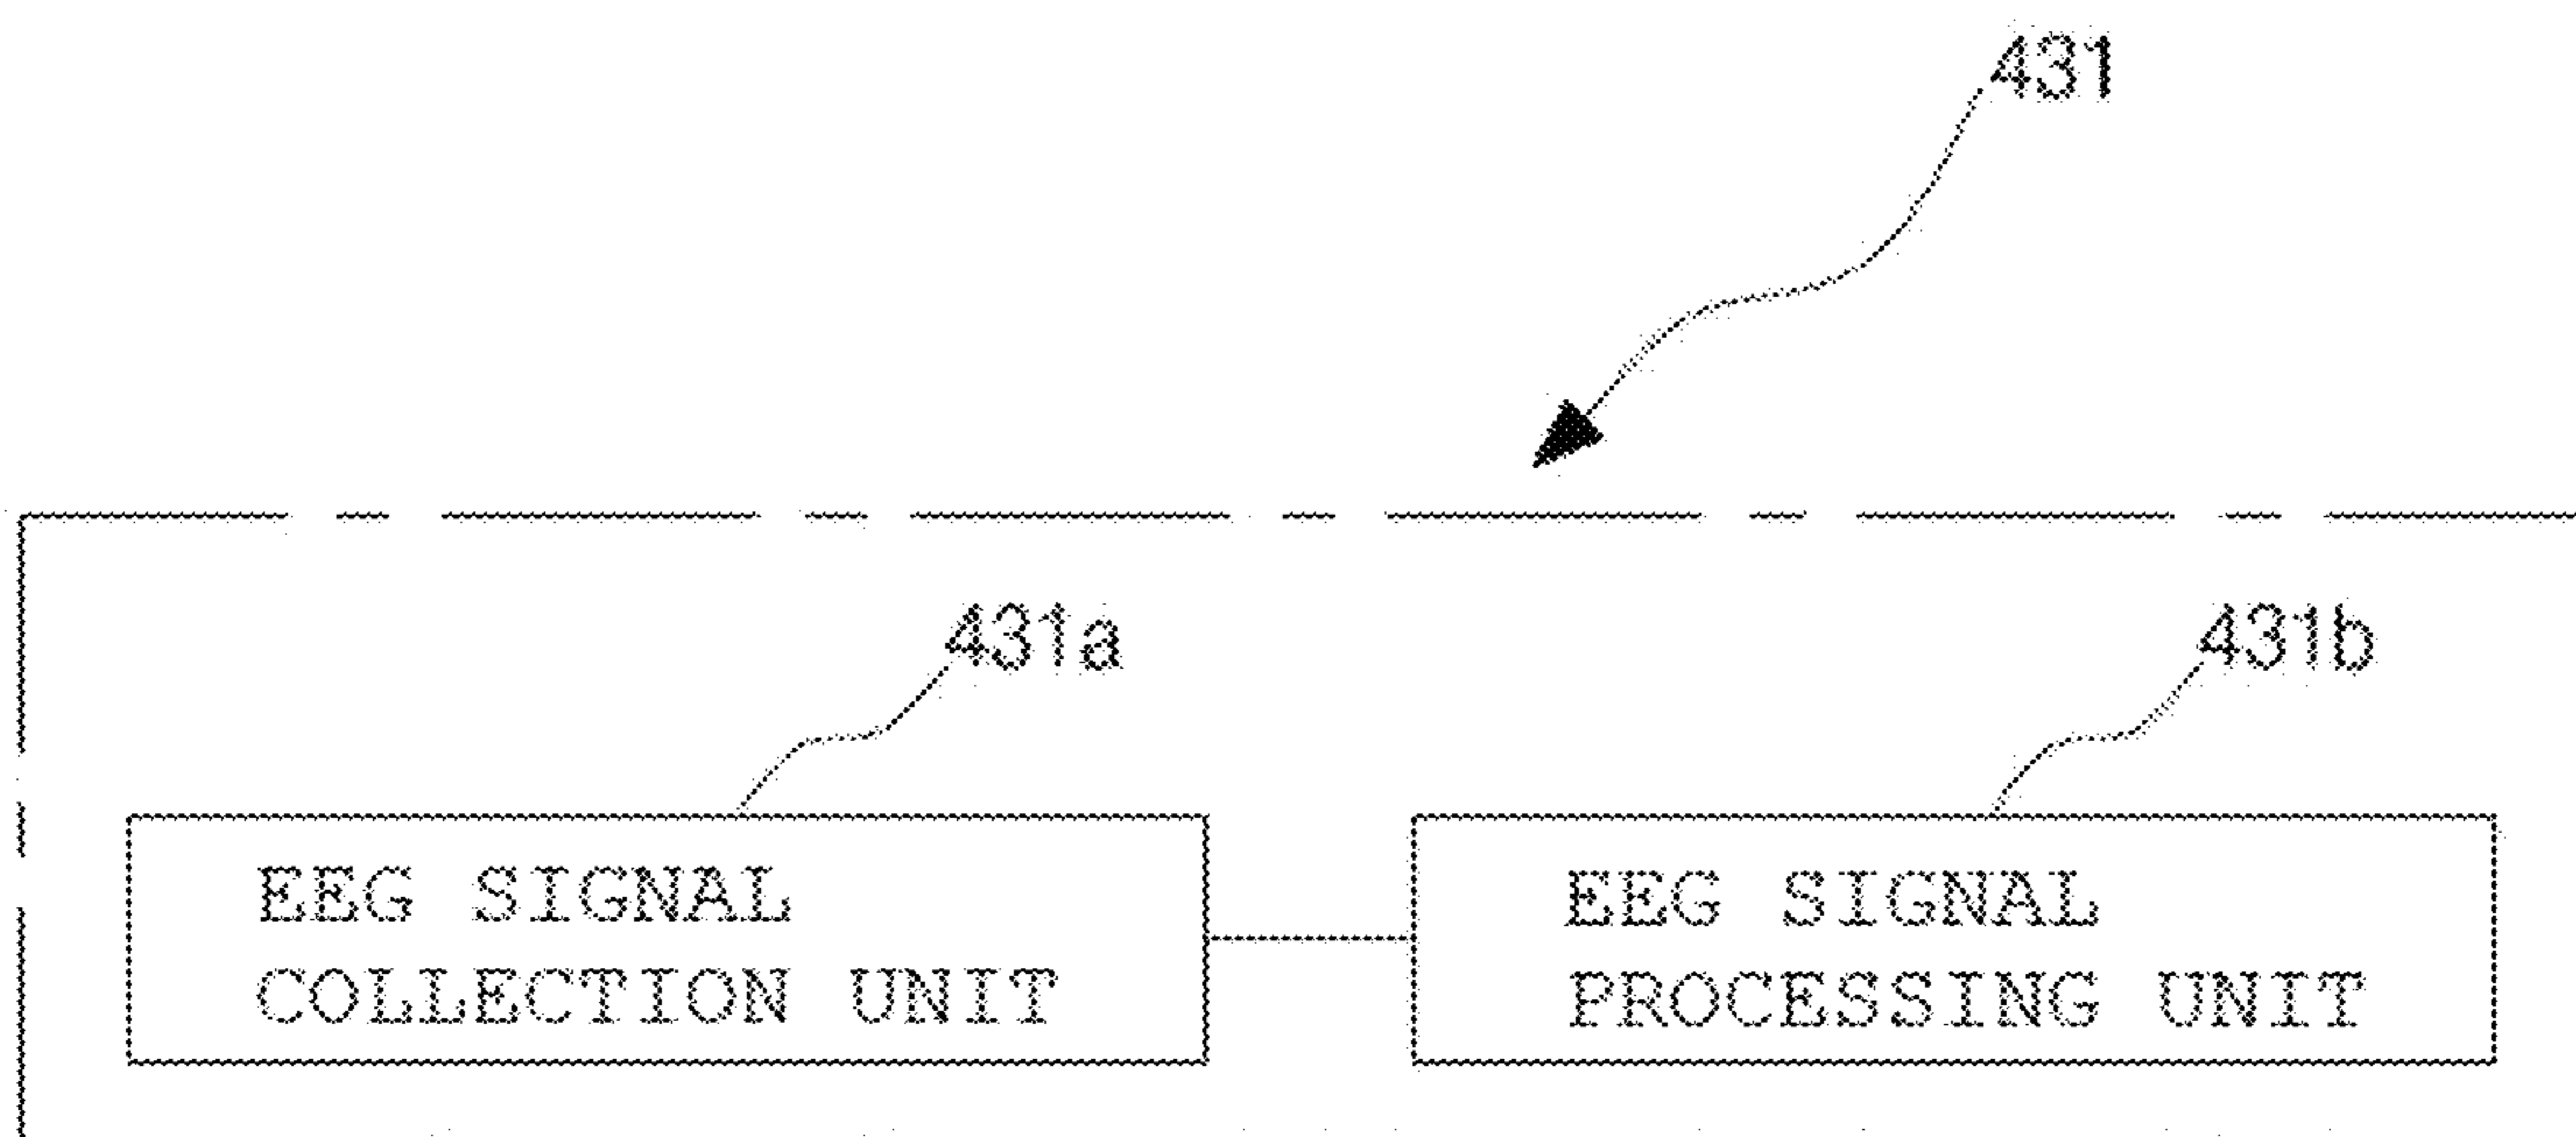 431
431a
431b
EEG SIGNAL
COLLECTION UNIT
EEG SIGNAL
PROCESSING UNIT